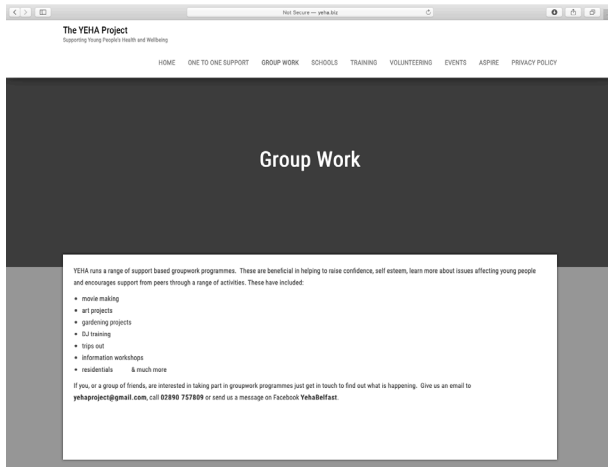 Not Secure — yeha.biz
The YEHA Project
Supporting Young People's Health and Wellbeing
HOME ONE TO ONE SUPPORT GROUP WORK SCHOOLS TRAINING VOLUNTEERING EVENTS ASPIRE PRIVACY POLICY
Group Work
YEHA runs a range of support based groupwork programmes. These are beneficial in helping to raise confidence, self esteem, learn more about issues affecting young people
and encourages support from peers through a range of activities. These have included:
• movie making
• art projects
• gardening projects
• DJ training
• trips out
• information workshops
• residentials & much more
If you, or a group of friends, are interested in taking part in groupwork programmes just get in touch to find out what is happening. Give us an email to
yehaproject@gmail.com, call 02890 757809 or send us a message on Facebook YehaBelfast.